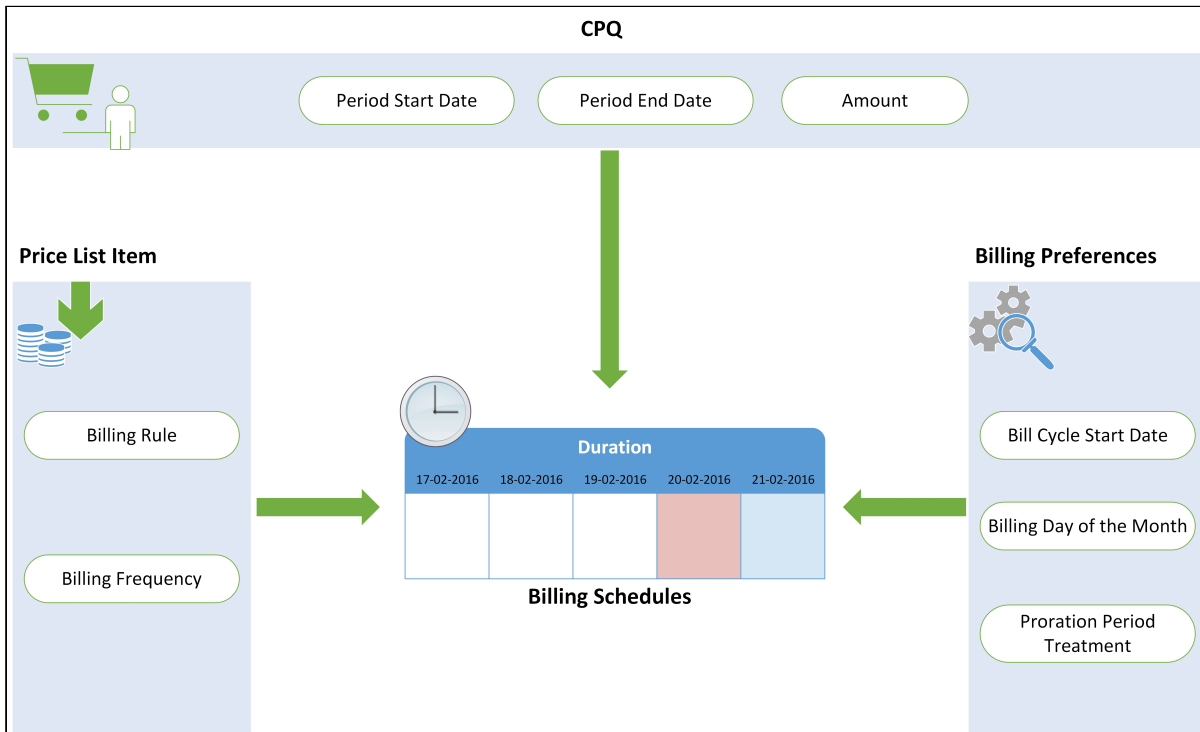 CPQ
Period Start Date
Period End Date
Amount
Price List Item
Billing Rule
Billing Frequency
Duration
17-02-2016
18-02-2016
19-02-2016
20-02-2016
21-02-2016
Billing Schedules
Billing Preferences
Bill Cycle Start Date
Billing Day of the Month
Proration Period
Treatment